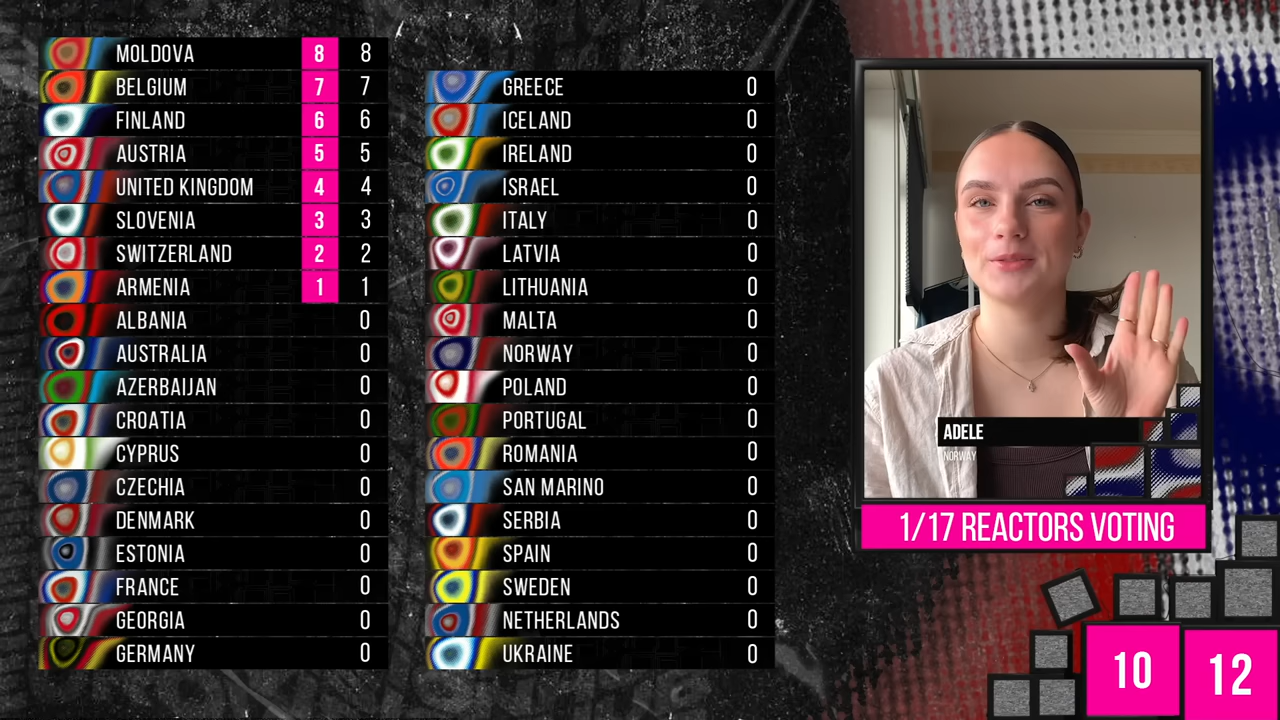 MOLDOVA 8 8
BELGIUM 7 7
FINLAND 6 6
AUSTRIA 5 5
UNITED KINGDOM 4 4
SLOVENIA 3 3
SWITZERLAND 2 2
ARMENIA 1 1
ALBANIA 0
AUSTRALIA 0
AZERBAIJAN 0
CROATIA 0
CYPRUS 0
CZECHIA 0
DENMARK 0
ESTONIA 0
FRANCE 0
GEORGIA 0
GERMANY 0
GREECE 0
ICELAND 0
IRELAND 0
ISRAEL 0
ITALY 0
LATVIA 0
LITHUANIA 0
MALTA 0
NORWAY 0
POLAND 0
PORTUGAL 0
ROMANIA 0
SAN MARINO 0
SERBIA 0
SPAIN 0
SWEDEN 0
NETHERLANDS 0
UKRAINE 0
ADELE
NORWAY
1/17 REACTORS VOTING
10 12